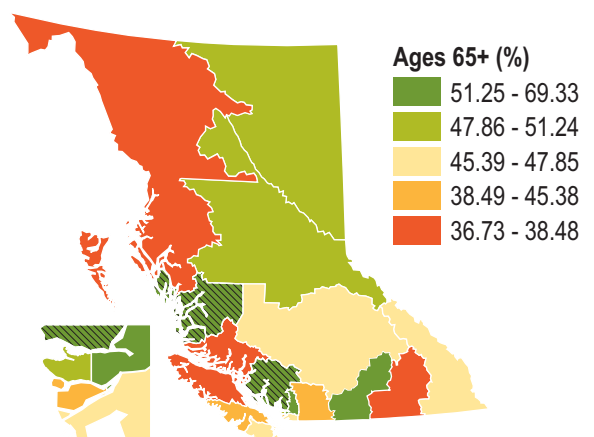 Ages 65+ (%)
51.25 - 69.33
47.86 - 51.24
45.39 - 47.85
38.49 - 45.38
36.73 - 38.48